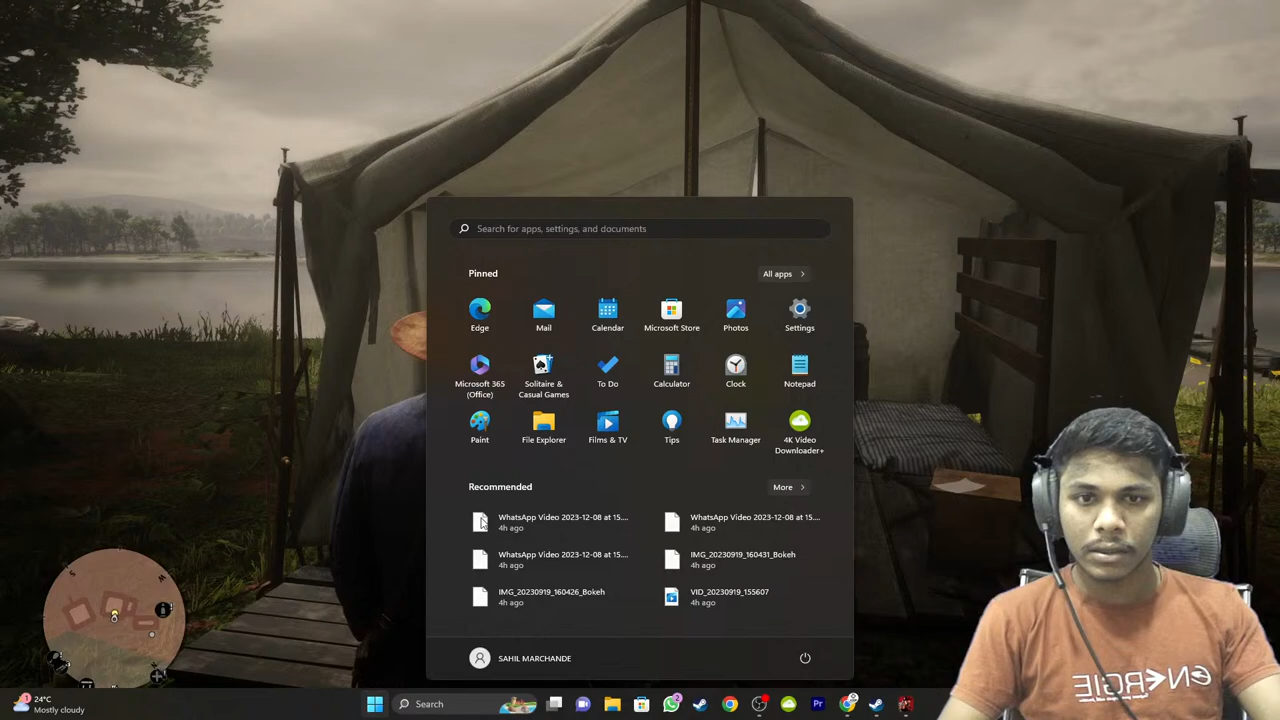 Search for apps, settings, and documents
Pinned
All apps
Edge
Mail
Calendar
Microsoft Store
Photos
Settings
Microsoft 365
(Office)
Solitaire &
Casual Games
To Do
Calculator
Clock
Notepad
Paint
File Explorer
Films & TV
Tips
Task Manager
4K Video
Downloader+
Recommended
More
WhatsApp Video 2023-12-08 at 15....
4h ago
WhatsApp Video 2023-12-08 at 15....
4h ago
WhatsApp Video 2023-12-08 at 15....
4h ago
IMG_20230919_160431_Bokeh
4h ago
IMG_20230919_160426_Bokeh
4h ago
VID_20230919_155607
4h ago
SAHIL MARCHANDE
ENERGIE
1
24°C
Mostly cloudy
Search
2
Pr